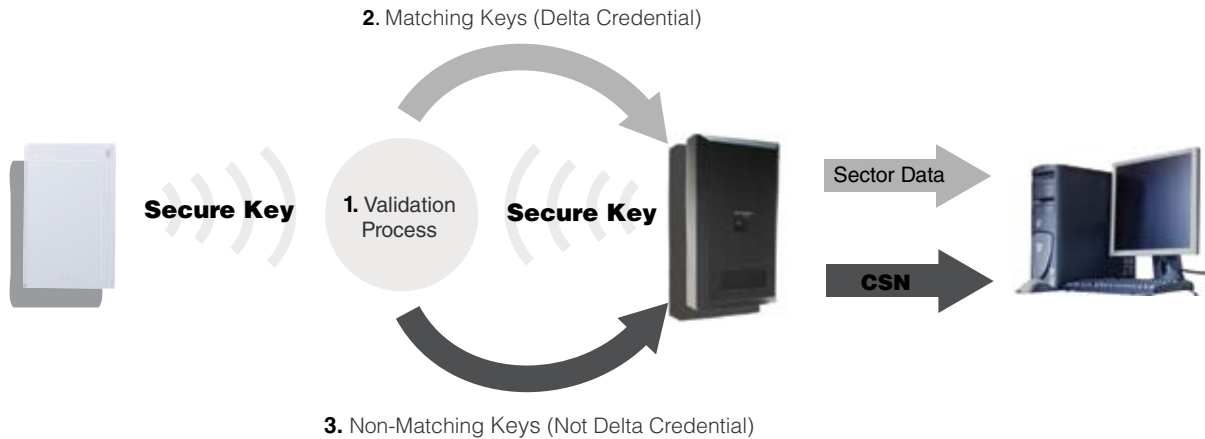 2. Matching Keys (Delta Credential)
Secure Key
1. Validation
Process
Secure Key
Sector Data
CSN
3. Non-Matching Keys (Not Delta Credential)